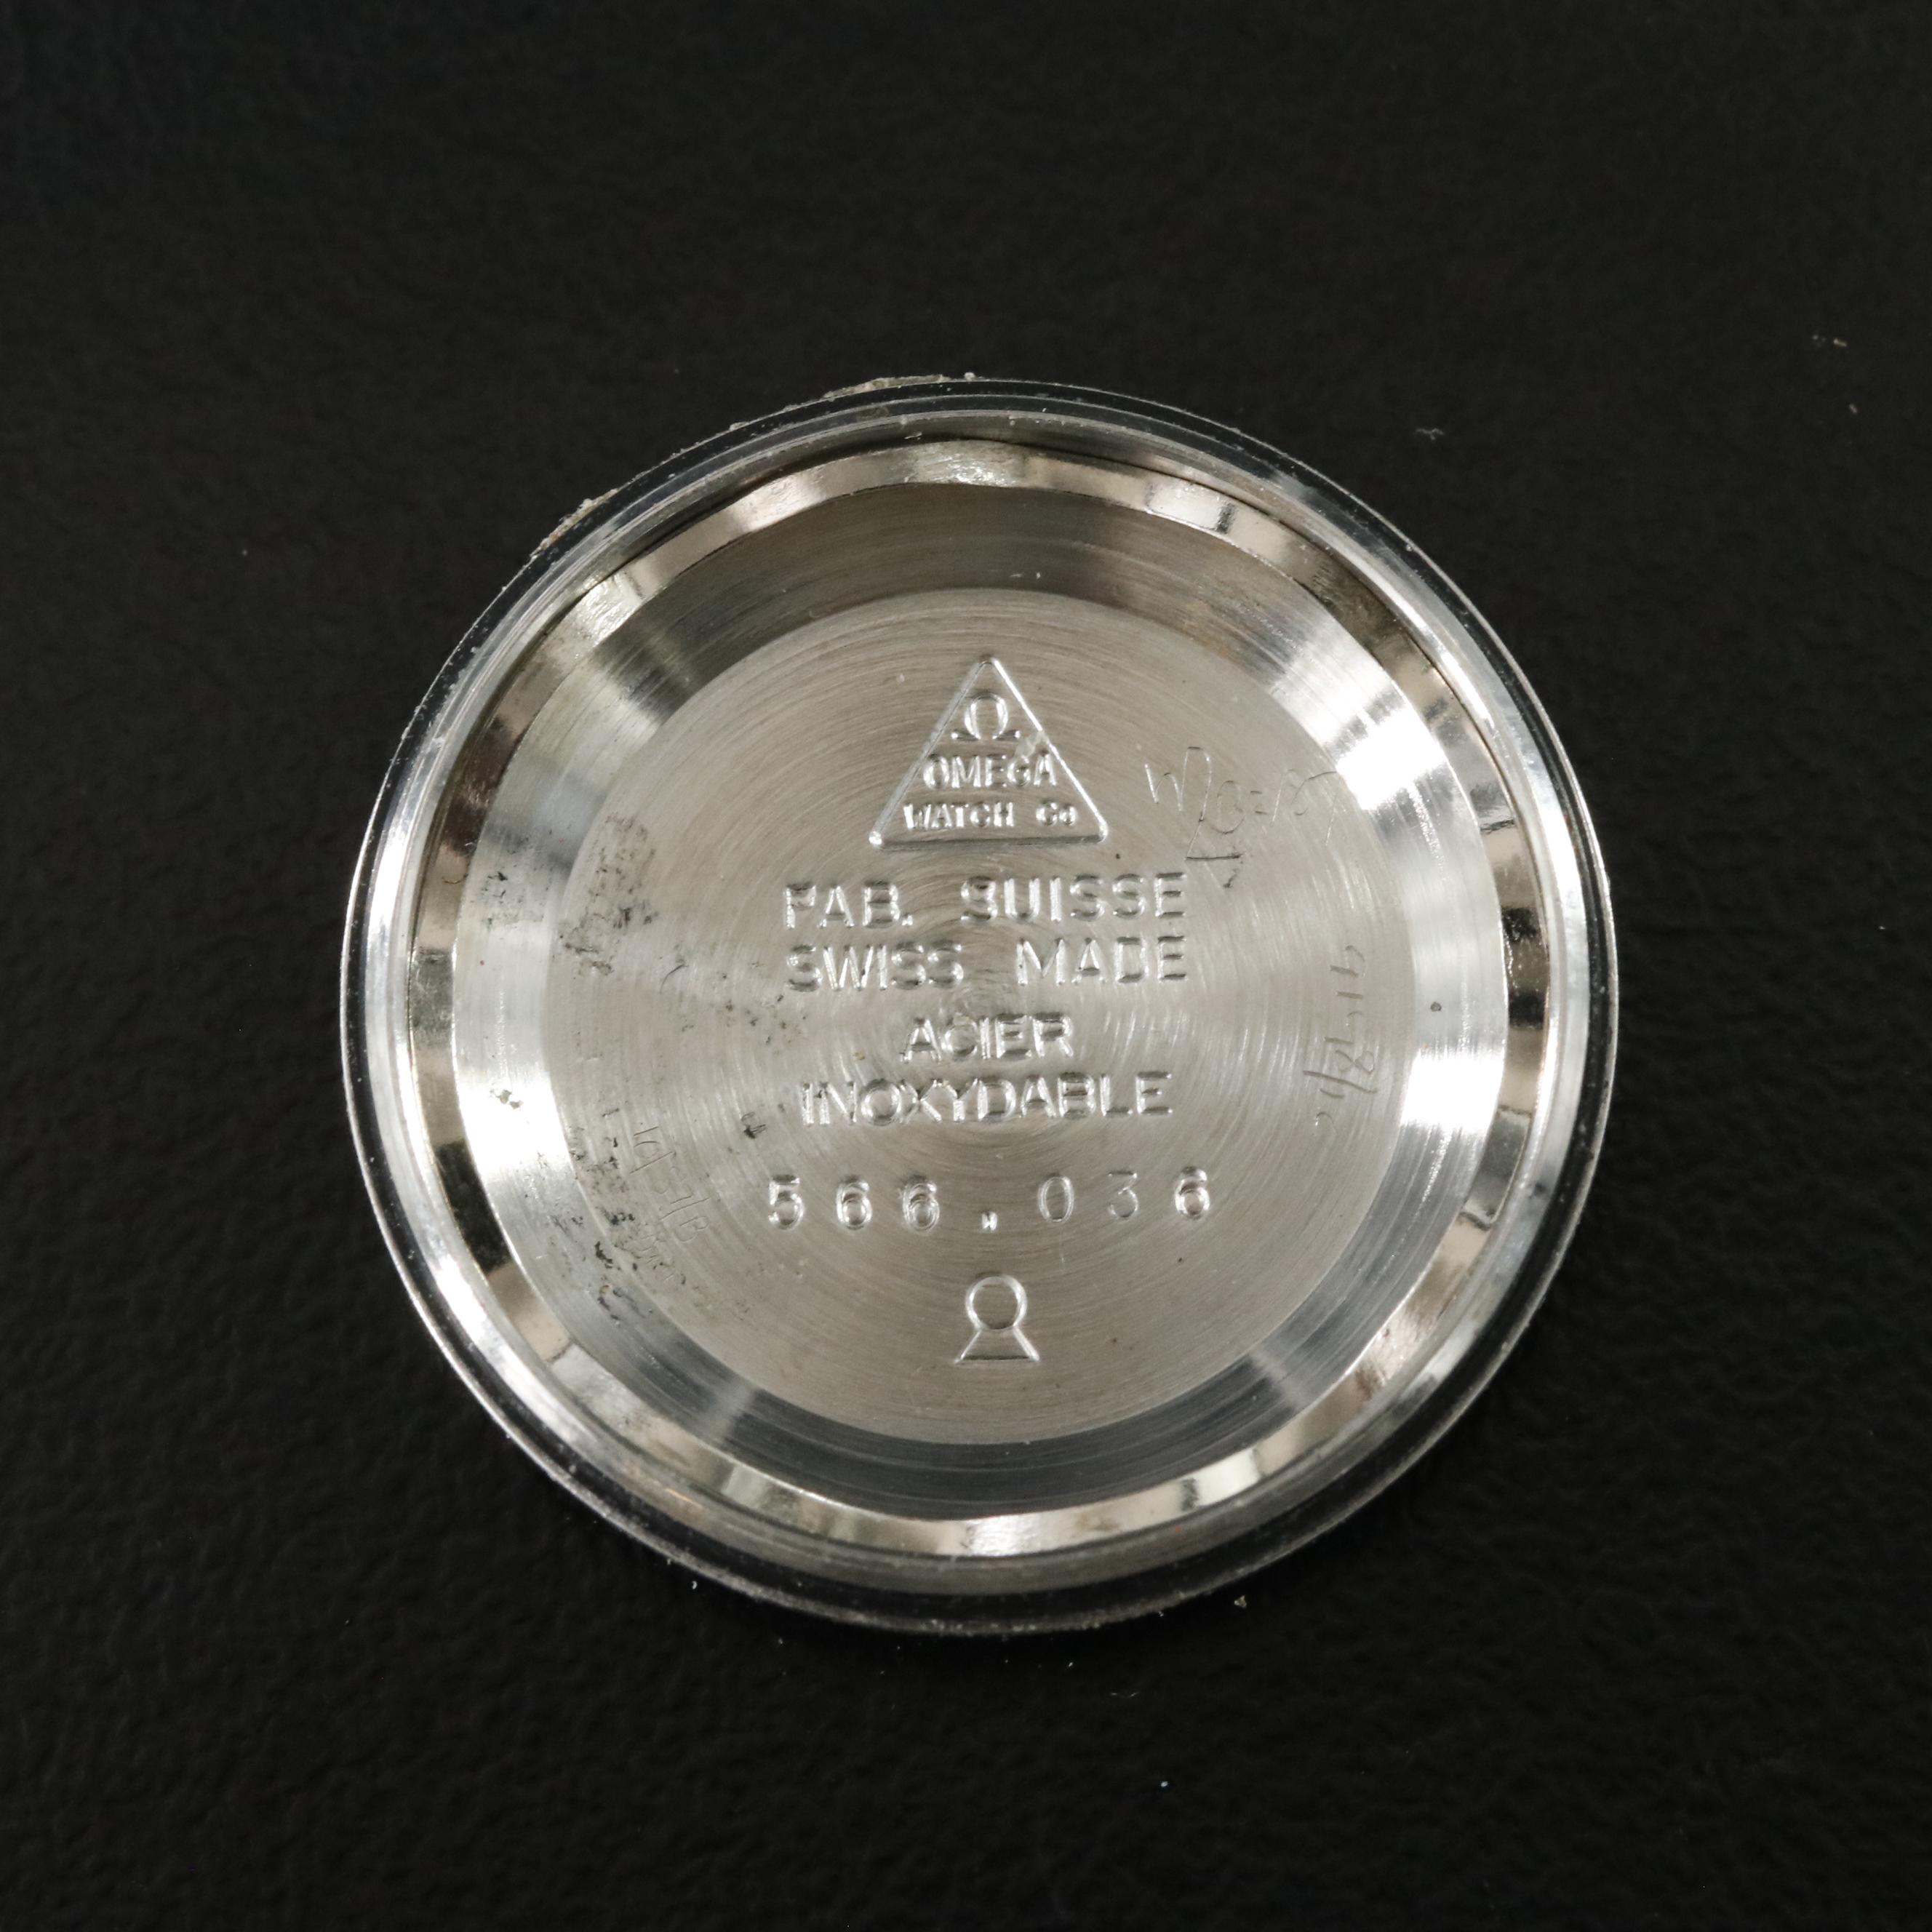 Ω
OMEGA
WATCH Co
FAB. SUISSE
SWISS MADE
ACIER
INOXYDABLE
566.036